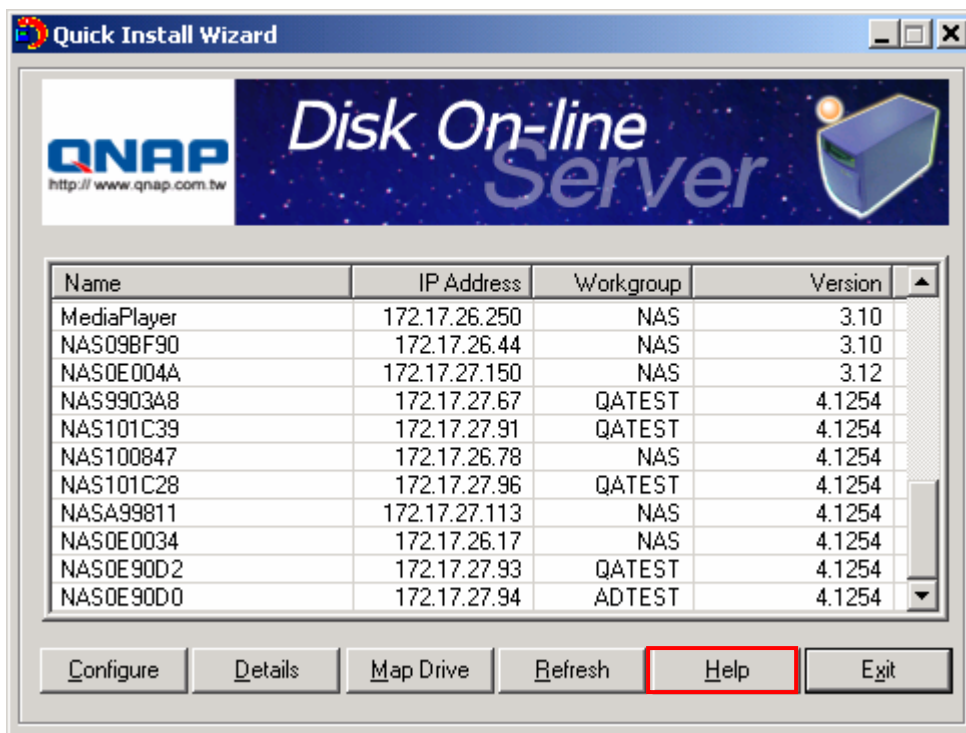 Quick Install Wizard
QNAP
http:// www.qnap.com.tw
Disk On-line
Server
Name IP Address Workgroup Version
MediaPlayer 172.17.26.250 NAS 3.10
NAS09BF90 172.17.26.44 NAS 3.10
NAS0E004A 172.17.27.150 NAS 3.12
NAS9903A8 172.17.27.67 QATEST 4.1254
NAS101C39 172.17.27.91 QATEST 4.1254
NAS100847 172.17.26.78 NAS 4.1254
NAS101C28 172.17.27.96 QATEST 4.1254
NASA99811 172.17.27.113 NAS 4.1254
NAS0E0034 172.17.26.17 NAS 4.1254
NAS0E90D2 172.17.27.93 QATEST 4.1254
NAS0E90D0 172.17.27.94 ADTEST 4.1254
Configure Details Map Drive Refresh Help Exit